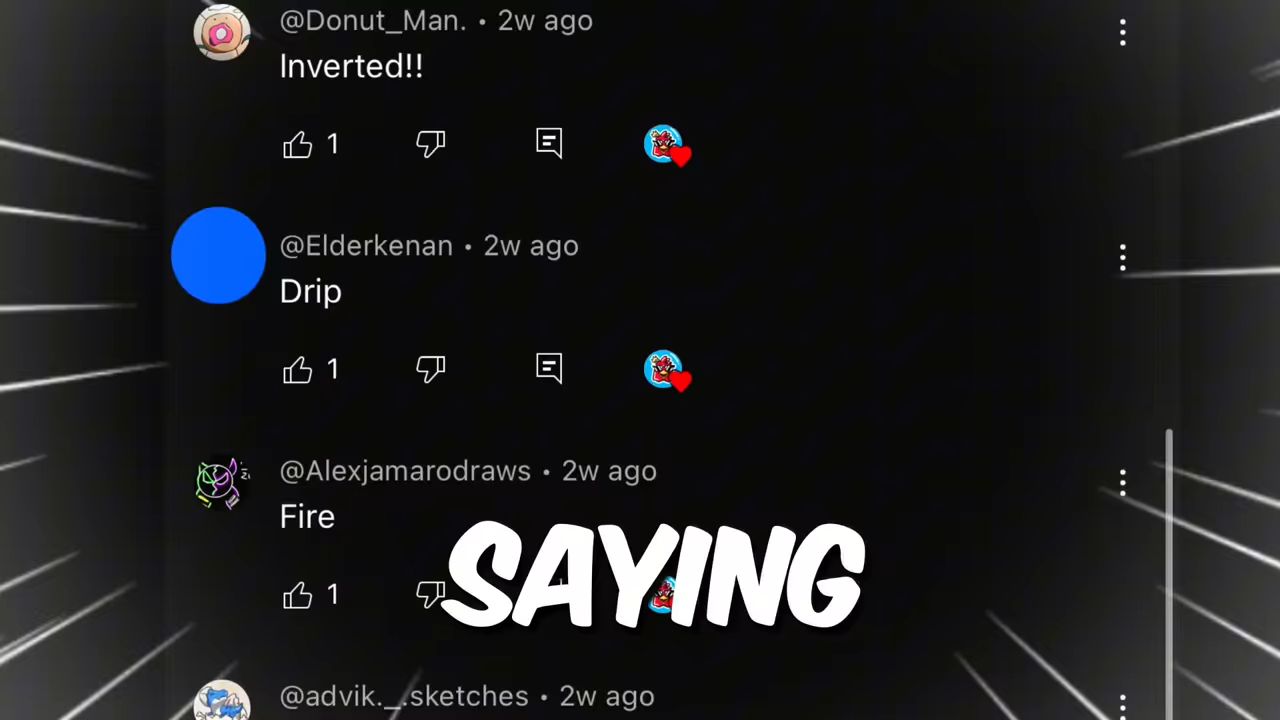 @Donut_Man. • 2w ago
Inverted!!
1
@Elderkenan • 2w ago
Drip
1
@Alexjamarodraws • 2w ago
Fire
SAYING
1
@advik._.sketches • 2w ago